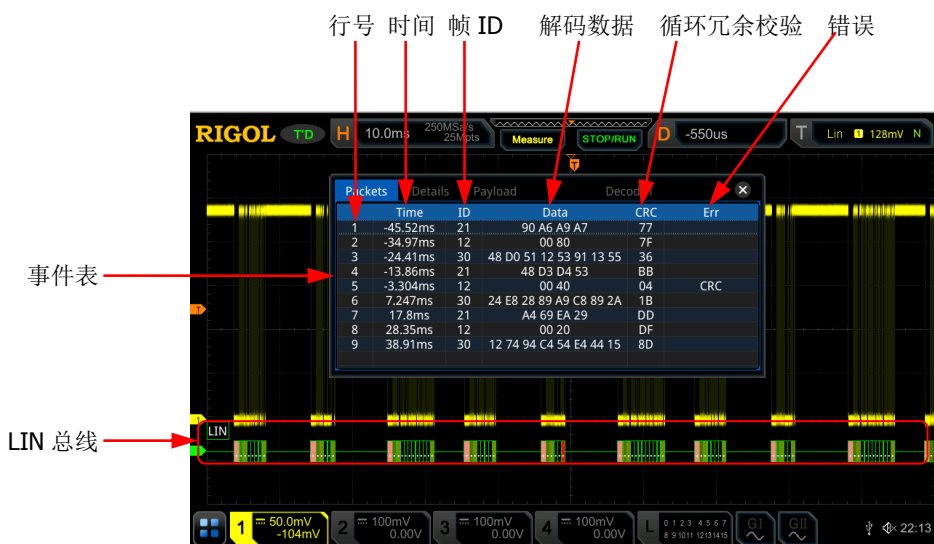 行号 时间 帧 ID 解码数据 循环冗余校验 错误
RIGOL T'D H 10.0ms 250MSa/s 25Mpts Measure STOP/RUN D -550us T Lin 1 128mV N
T
Packets Details Payload
Time ID Data CRC Err
1 -45.52ms 21 90 A6 A9 A7 77
2 -34.97ms 12 00 80 7F
3 -24.41ms 30 48 D0 51 12 53 91 13 55 36
4 -13.86ms 21 48 D3 D4 53 BB
5 -3.304ms 12 00 40 04 CRC
6 7.247ms 30 24 E8 28 89 A9 C8 89 2A 1B
7 17.8ms 21 A4 69 EA 29 DD
8 28.35ms 12 00 20 DF
9 38.91ms 30 12 74 94 C4 54 E4 44 15 8D
事件表
T
1
LIN
LIN 总线
1 50.0mV -104mV 2 100mV 0.00V 3 100mV 0.00V 4 100mV 0.00V L 0 1 2 3 4 5 6 7 8 9 10 11 12 13 14 15 GI GII 22:13